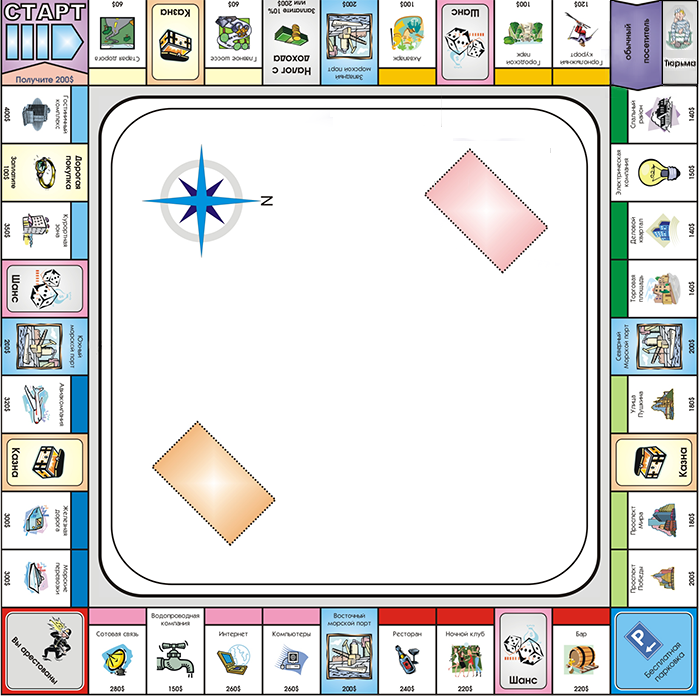 СТАРТ
Получите 200$
60$
Старая дорога
Казна
60$
Главное шоссе
Заплатите 10%
или 200$
Налог с
дохода
200$
Западный
морской порт
100$
Аквапарк
Шанс
100$
Городской
парк
120$
Горнолыжный
курорт
обычный
посетитель
Тюрьма
140$
Спальный
район
150$
Электрическая
компания
140$
Деловой
квартал
160$
Торговая
площадь
200$
Северный
Морской порт
180$
Улица
Пушкина
Казна
180$
Проспект
Мира
200$
Проспект
Победы
Бесплатная
парковка
P
220$
Бар
Шанс
220$
Ночной клуб
240$
Ресторан
200$
Восточный
морской порт
260$
Компьютеры
260$
Интернет
150$
Водопроводная
компания
280$
Сотовая связь
Вы арестованы
300$
Морские
перевозки
300$
Железная
дорога
Казна
320$
Авиакомпания
200$
Южный
морской порт
Шанс
350$
Курортная
зона
Дорогая
покупка
Заплатите
100$
400$
Гостиничный
комплекс
N